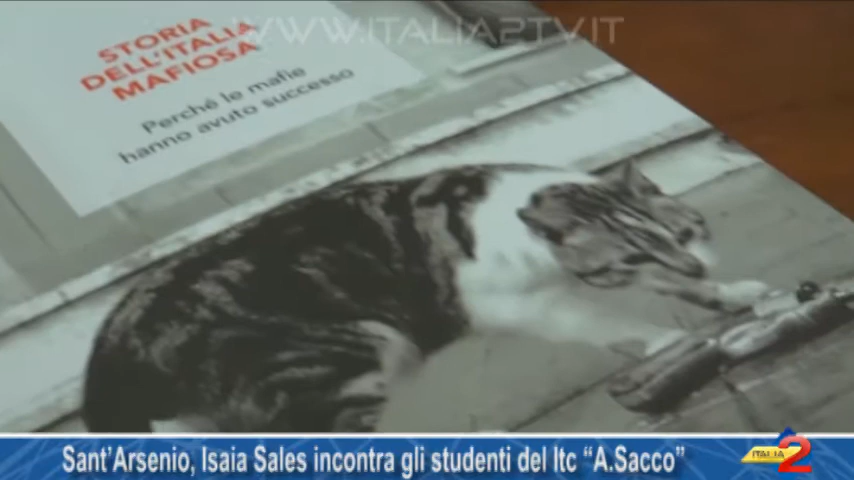 WWW.ITALIA2TV.IT
STORIA
DELL'ITALIA
MAFIOSA
Perché le mafie
hanno avuto successo
Sant'Arsenio, Isaia Sales incontra gli studenti del Itc “A.Sacco”
ITALIA 2